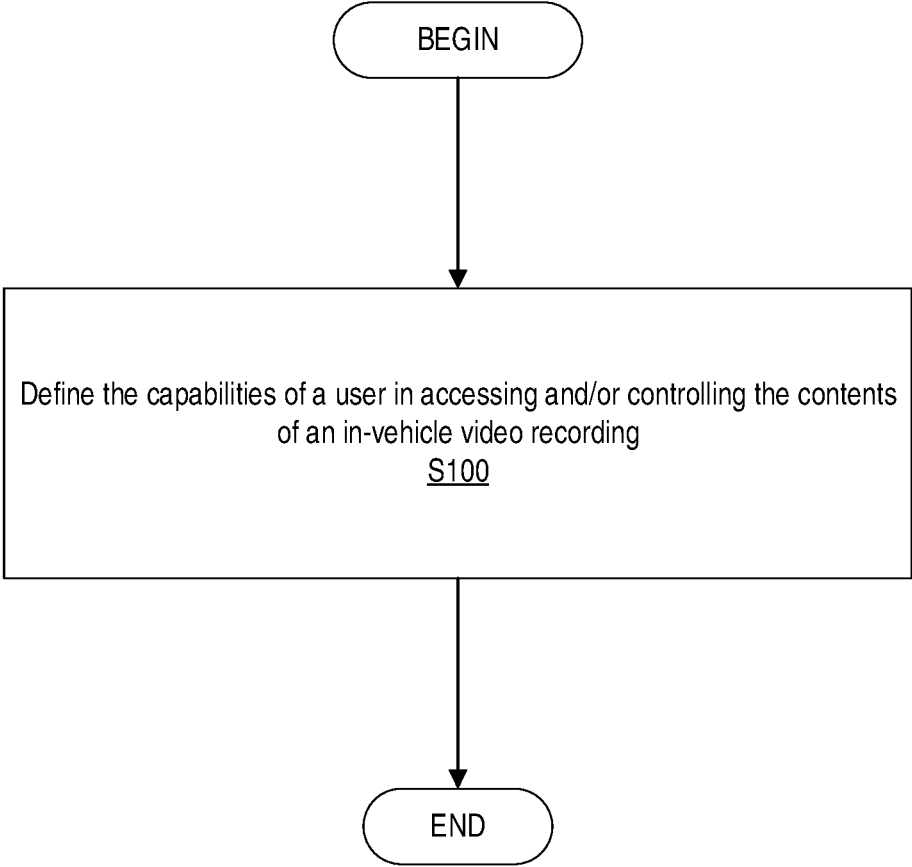 BEGIN
Define the capabilities of a user in accessing and/or controlling the contents
of an in-vehicle video recording
S100
END